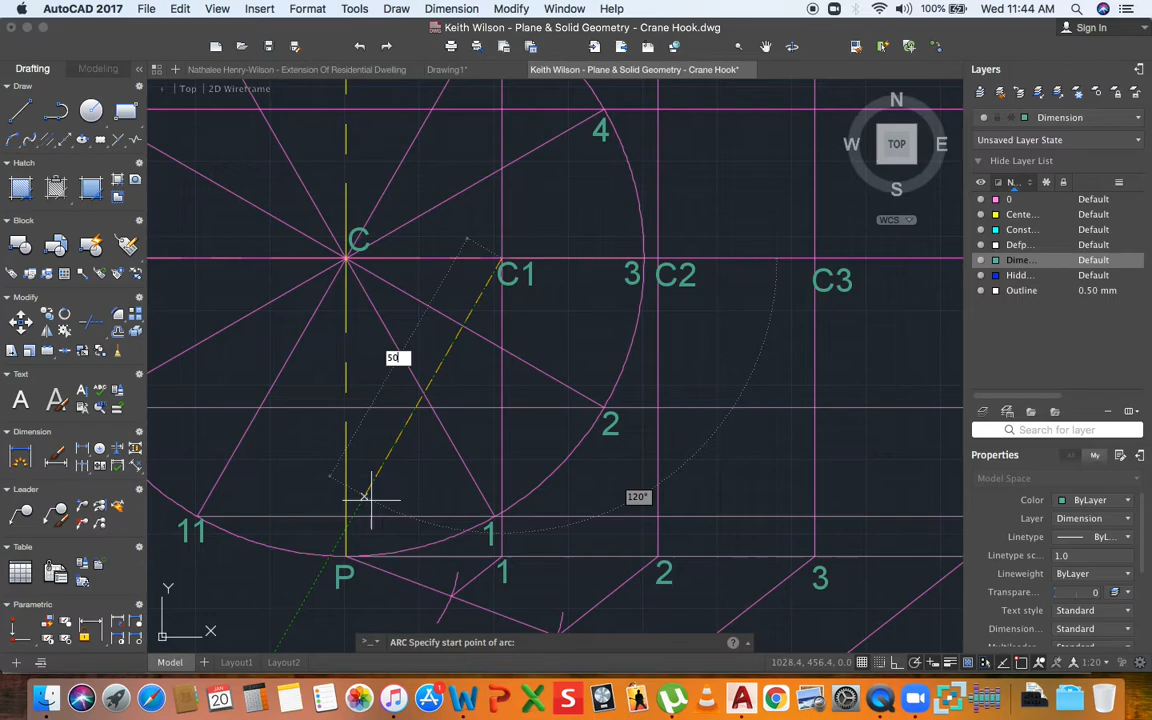 AutoCAD 2017 File Edit View Insert Format Tools Draw Dimension Modify Window Help 100% Wed 11:44 AM
Keith Wilson - Plane & Solid Geometry - Crane Hook.dwg
Sign In
Drafting Modeling
Nathalee Henry-Wilson - Extension Of Residential Dwelling Drawing1* Keith Wilson - Plane & Solid Geometry - Crane Hook*
Layers
Top 2D Wireframe
Draw
Dimension
Unsaved Layer State
Hide Layer List
N...
0 Default
Cente... Default
Const... Default
Defp... Default
Dime... Default
Hidd... Default
Outline 0.50 mm
Search for layer
Properties
All My
Model Space
Color ByLayer
Layer Dimension
Linetype ByL...
Linetype sc... 1.0
Lineweight ByLayer
Transpare... 0
Text style Standard
Dimension... Standard
Hatch
Block
Modify
Text
A A
Dimension
Leader
Table
Parametric
N
W TOP E
S
WCS
4
C
C1 3 C2 C3
50
2
120°
11 1
P 1 2 3
Y
X
>_ ARC Specify start point of arc: ?
Model Layout1 Layout2
1028.4, 456.4, 0.0 1:20
JAN
20